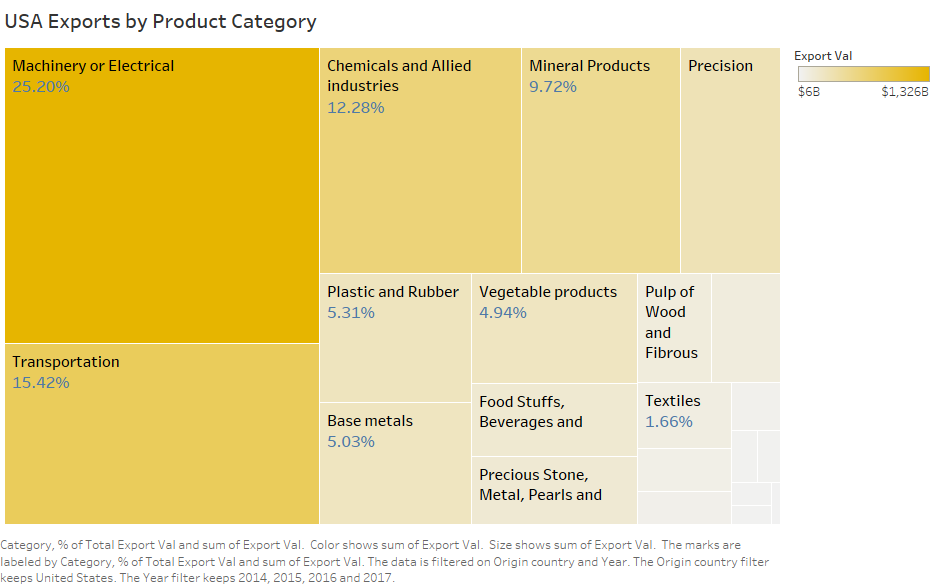 USA Exports by Product Category
Machinery or Electrical
25.20%
Chemicals and Allied
industries
12.28%
Mineral Products
9.72%
Precision
Export Val
$6B $1,326B
Transportation
15.42%
Plastic and Rubber
5.31%
Vegetable products
4.94%
Pulp of
Wood
and
Fibrous
Base metals
5.03%
Food Stuffs,
Beverages and
Textiles
1.66%
Precious Stone,
Metal, Pearls and
Category, % of Total Export Val and sum of Export Val. Color shows sum of Export Val. Size shows sum of Export Val. The marks are
labeled by Category, % of Total Export Val and sum of Export Val. The data is filtered on Origin country and Year. The Origin country filter
keeps United States. The Year filter keeps 2014, 2015, 2016 and 2017.